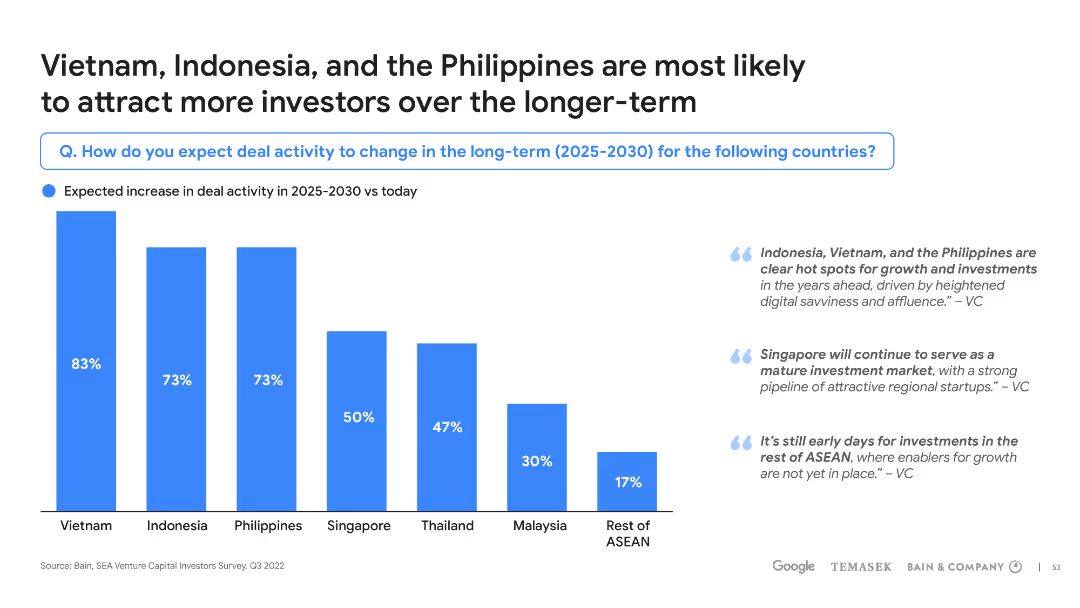 Vietnam, Indonesia, and the Philippines are most likely
to attract more investors over the longer-term
Q. How do you expect deal activity to change in the long-term (2025-2030) for the following countries?
Expected increase in deal activity in 2025-2030 vs today
83%
73%
73%
50%
47%
30%
17%
Vietnam
Indonesia
Philippines
Singapore
Thailand
Malaysia
Rest of
ASEAN
“ Indonesia, Vietnam, and the Philippines are
clear hot spots for growth and investments
in the years ahead, driven by heightened
digital savviness and affluence.” – VC
“ Singapore will continue to serve as a
mature investment market, with a strong
pipeline of attractive regional startups.” – VC
“ It’s still early days for investments in the
rest of ASEAN, where enablers for growth
are not yet in place.” – VC
Source: Bain, SEA Venture Capital Investors Survey, Q3 2022
Google TEMASEK BAIN & COMPANY | 53